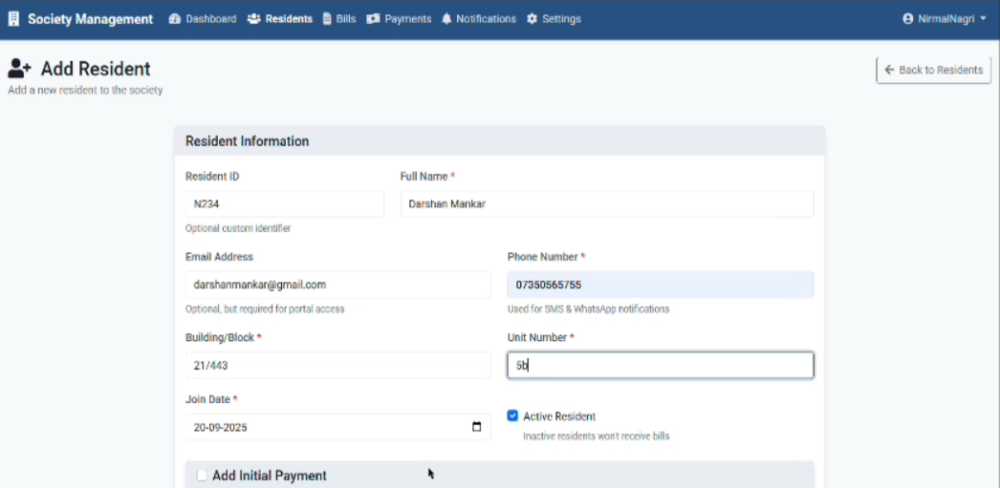 Society Management Dashboard Residents Bills Payments Notifications Settings NirmalNagri
Add Resident
Back to Residents
Add a new resident to the society
Resident Information
Resident ID Full Name *
N234 Darshan Mankar
Optional custom identifier
Email Address Phone Number *
darshanmankar@gmail.com 07350565755
Optional, but required for portal access Used for SMS & WhatsApp notifications
Building/Block * Unit Number *
21/443 5b
Join Date *
Active Resident
20-09-2025
Inactive residents won't receive bills
Add Initial Payment